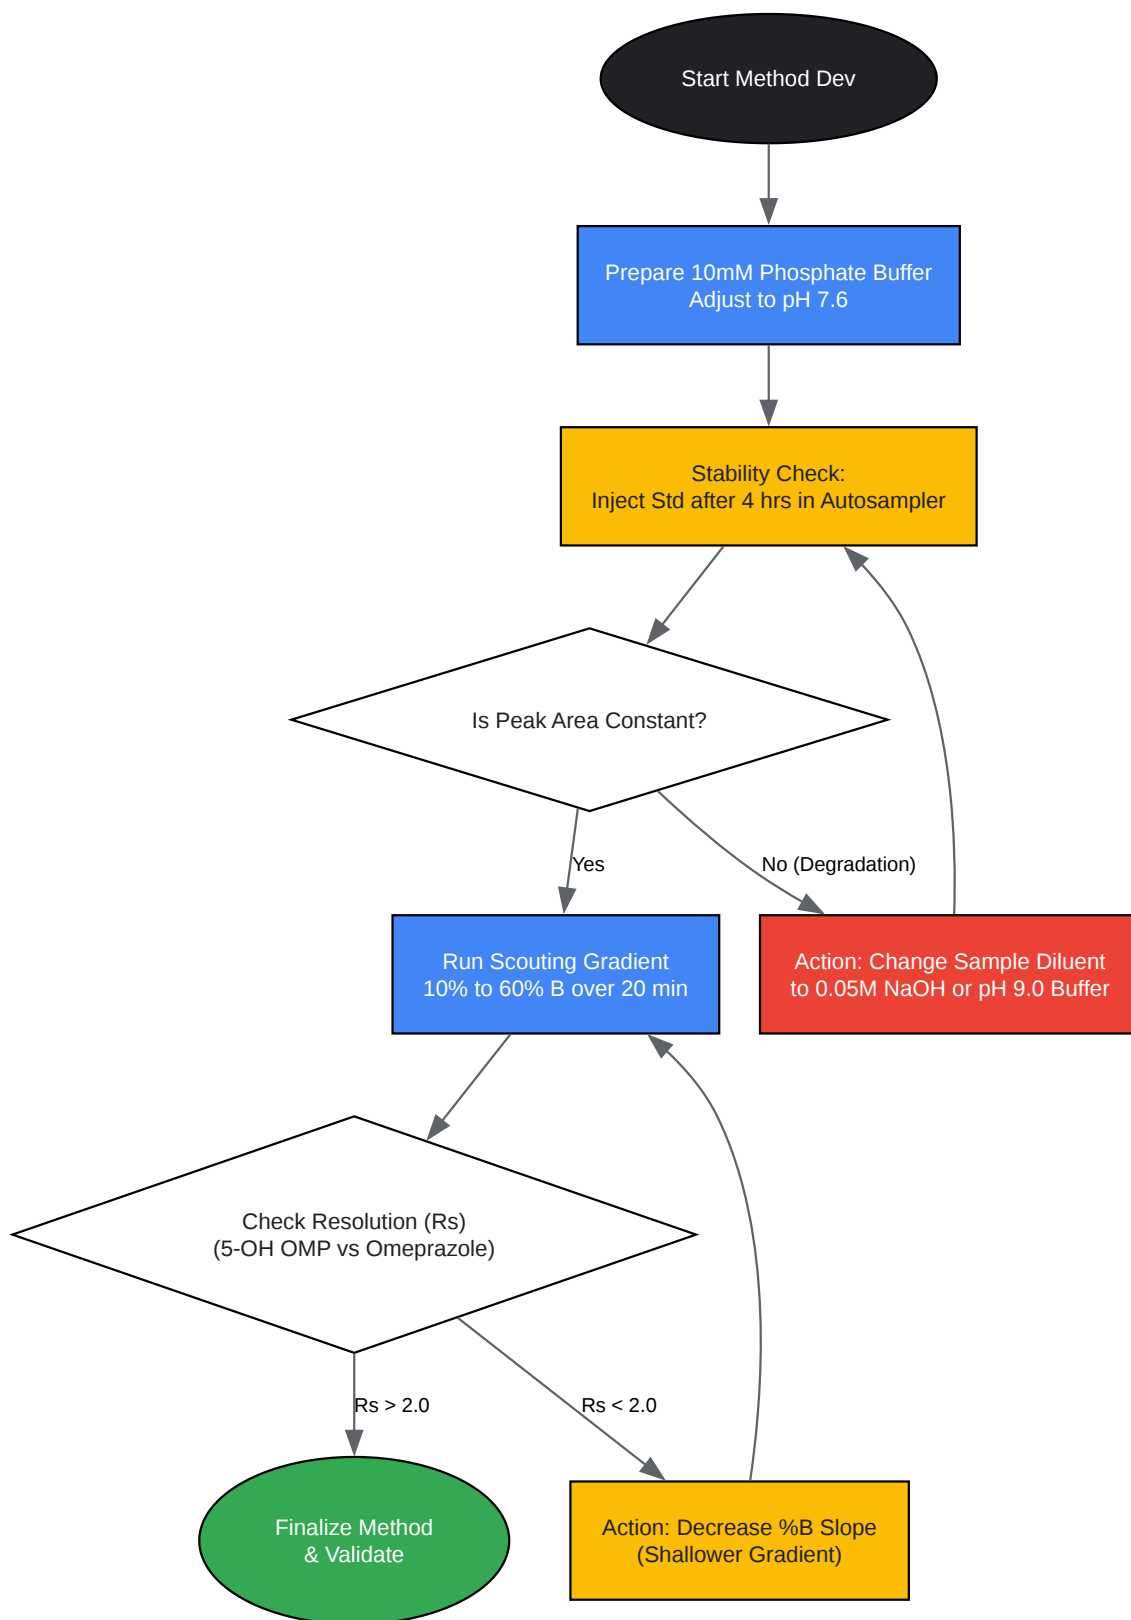 Start Method Dev
Prepare 10mM Phosphate Buffer
Adjust to pH 7.6
Stability Check:
Inject Std after 4 hrs in Autosampler
Is Peak Area Constant?
Yes
No (Degradation)
Run Scouting Gradient
10% to 60% B over 20 min
Action: Change Sample Diluent
to 0.05M NaOH or pH 9.0 Buffer
Check Resolution (Rs)
(5-OH OMP vs Omeprazole)
Rs > 2.0
Rs < 2.0
Finalize Method
& Validate
Action: Decrease %B Slope
(Shallower Gradient)